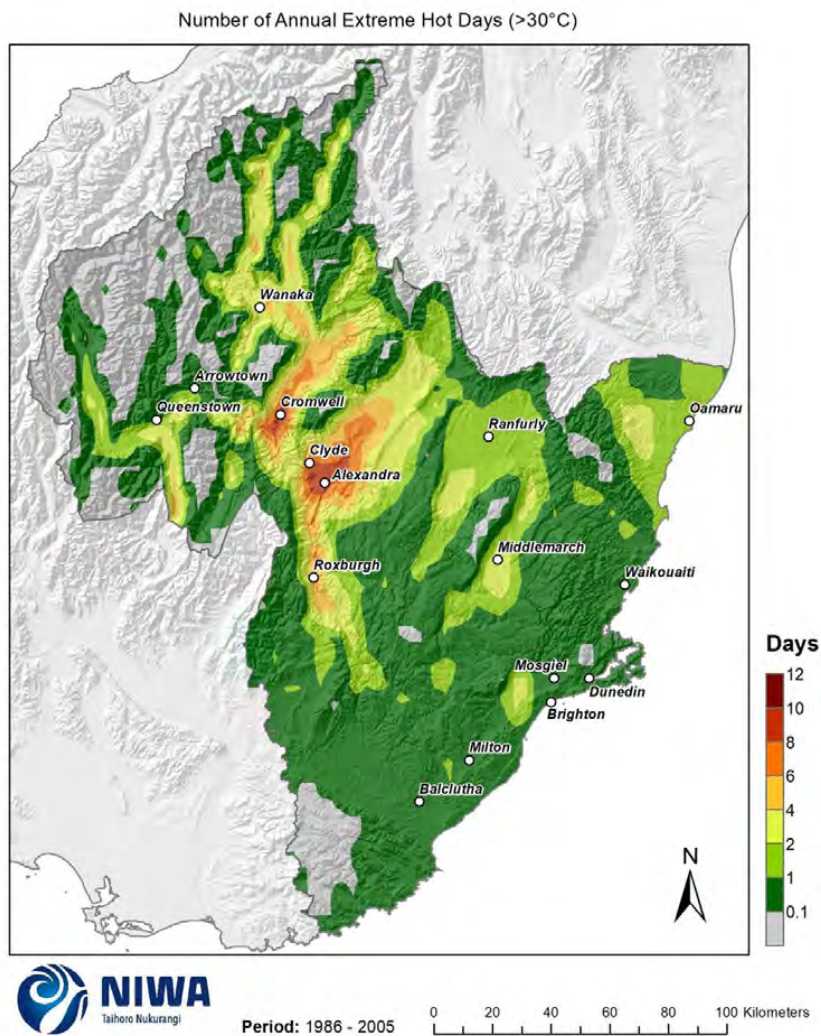 Number of Annual Extreme Hot Days (>30°C)
Wanaka
Arrowtown
Queenstown
Cromwell
Oamaru
Ranfurly
Clyde
Alexandra
Middlemarch
Roxburgh
Waikouaiti
Days
12
10
8
6
4
2
1
0.1
Mosgiel
Dunedin
Brighton
Milton
Balclutha
N
NIWA
Taihoro Nukurangi
Period: 1986 - 2005
0 20 40 60 80 100 Kilometers